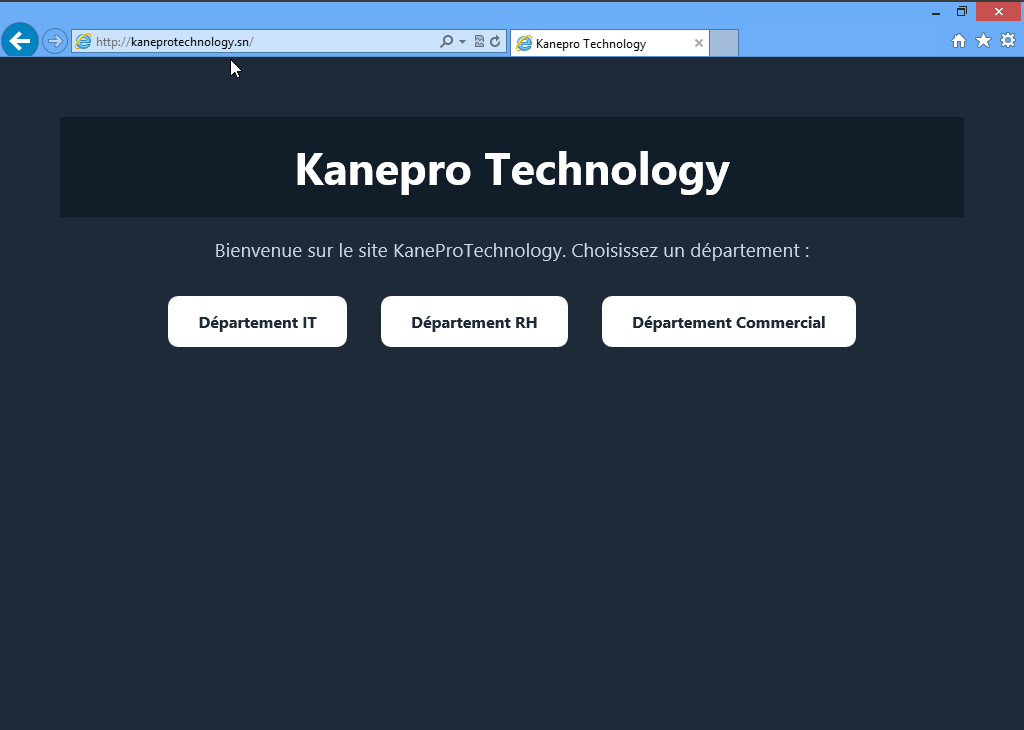 http://kaneprotechnology.sn/
Kanepro Technology
Kanepro Technology
Bienvenue sur le site KaneProTechnology. Choisissez un département :
Département IT
Département RH
Département Commercial